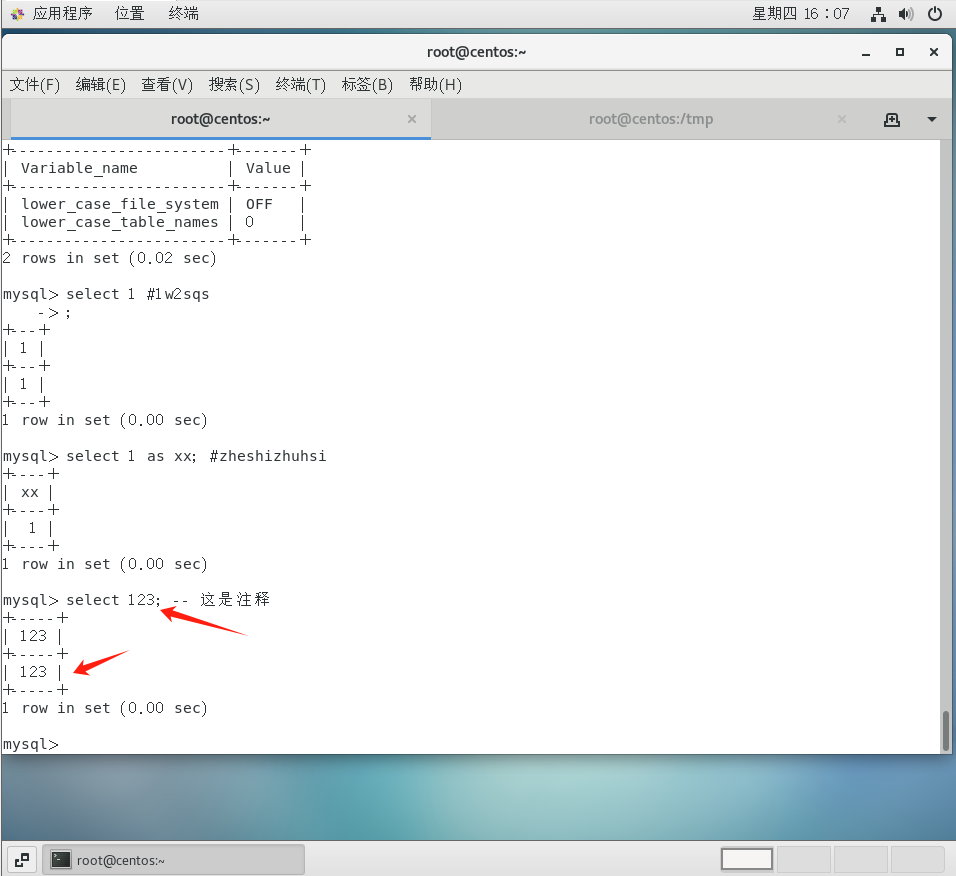 应用程序 位置 终端 星期四 16：07
root@centos:~
文件(F) 编辑(E) 查看(V) 搜索(S) 终端(T) 标签(B) 帮助(H)
root@centos:~ × root@centos:/tmp ×
+------------------------+-------+
| Variable_name          | Value |
+------------------------+-------+
| lower_case_file_system | OFF   |
| lower_case_table_names | 0     |
+------------------------+-------+
2 rows in set (0.02 sec)
mysql> select 1 #1w2sqs
    -> ;
+---+
| 1 |
+---+
| 1 |
+---+
1 row in set (0.00 sec)
mysql> select 1 as xx; #zheshizhuhsi
+----+
| xx |
+----+
|  1 |
+----+
1 row in set (0.00 sec)
mysql> select 123; -- 这是注释
+-----+
| 123 |
+-----+
| 123 |
+-----+
1 row in set (0.00 sec)
mysql>
root@centos:~